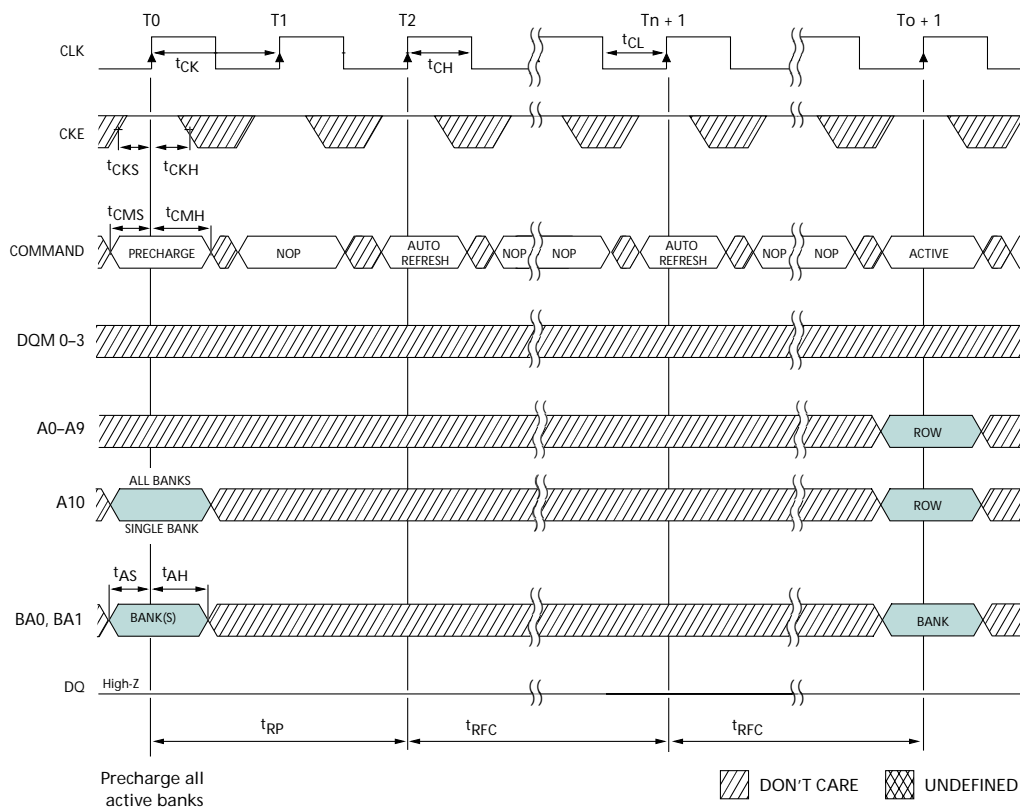 T0 T1 T2 Tn + 1 To + 1
CLK
tCK tCH tCL
CKE
tCKS tCKH
tCMS tCMH
COMMAND PRECHARGE NOP AUTO REFRESH NOP NOP AUTO REFRESH NOP NOP ACTIVE
DQM 0–3
A0–A9 ROW
ALL BANKS
A10 ROW
SINGLE BANK
tAS tAH
BA0, BA1 BANK(S) BANK
DQ High-Z
tRP tRFC tRFC
Precharge all
active banks
DON'T CARE UNDEFINED